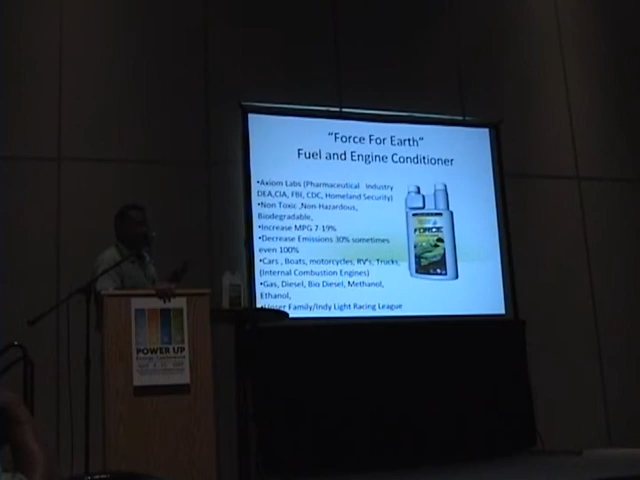 "Force For Earth"
Fuel and Engine Conditioner
•Axiom Labs (Pharmaceutical Industry
DEA,CIA, FBI, CDC, Homeland Security)
•Non Toxic ,Non-Hazardous,
Biodegradable,
•Increase MPG 7-19%
•Decrease Emissions 30% sometimes
even 100%
•Cars , Boats, motorcycles, RV's, Trucks,
(Internal Combustion Engines)
•Gas, Diesel, Bio Diesel, Methanol,
Ethanol,
•Unser Family/Indy Light Racing League
FORCE
POWER UP